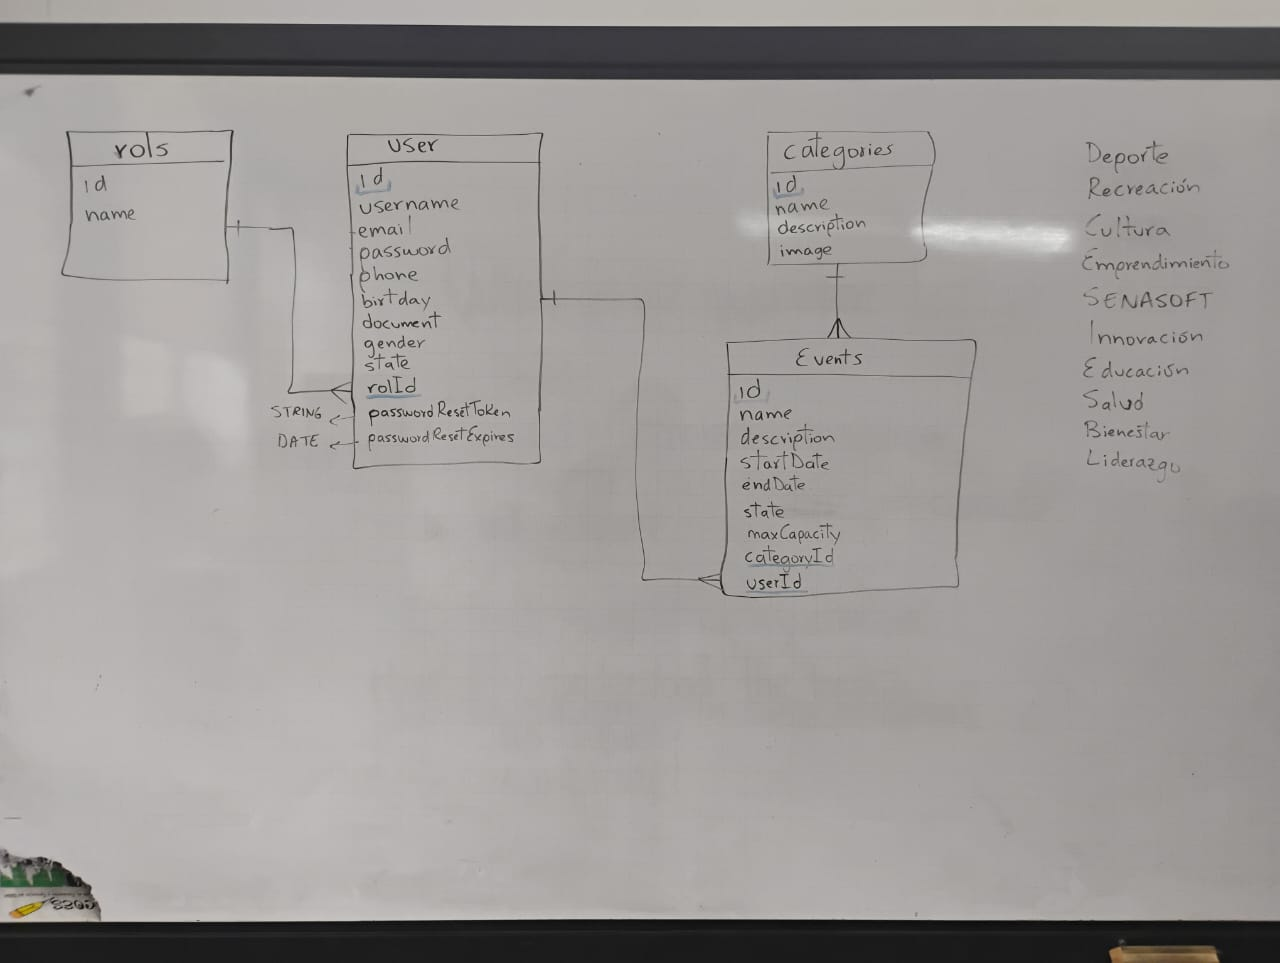 rols
id
name
user
id
username
email
password
phone
birtday
document
gender
state
rolId
STRING
passwordResetToken
DATE
passwordResetExpires
categories
id
name
description
image
Events
id
name
description
startDate
endDate
state
maxCapacity
categoryId
userId
Deporte
Recreación
Cultura
Emprendimiento
SENASOFT
Innovación
Educación
Salud
Bienestar
Liderazgo